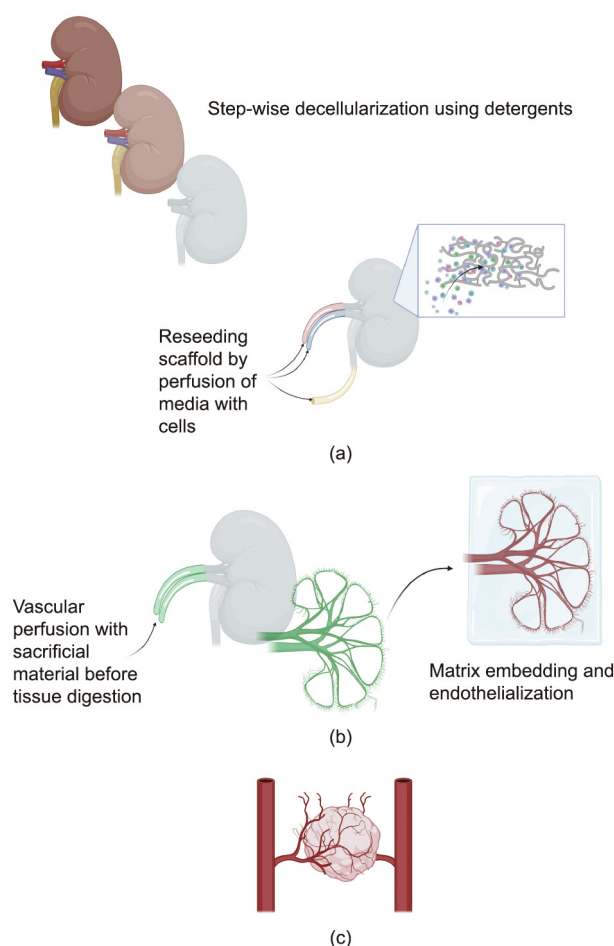 Step-wise decellularization using detergents
Reseeding
scaffold by
perfusion of
media with
cells
(a)
Vascular
perfusion with
sacrificial
material before
tissue digestion
Matrix embedding and
endothelialization
(b)
(c)